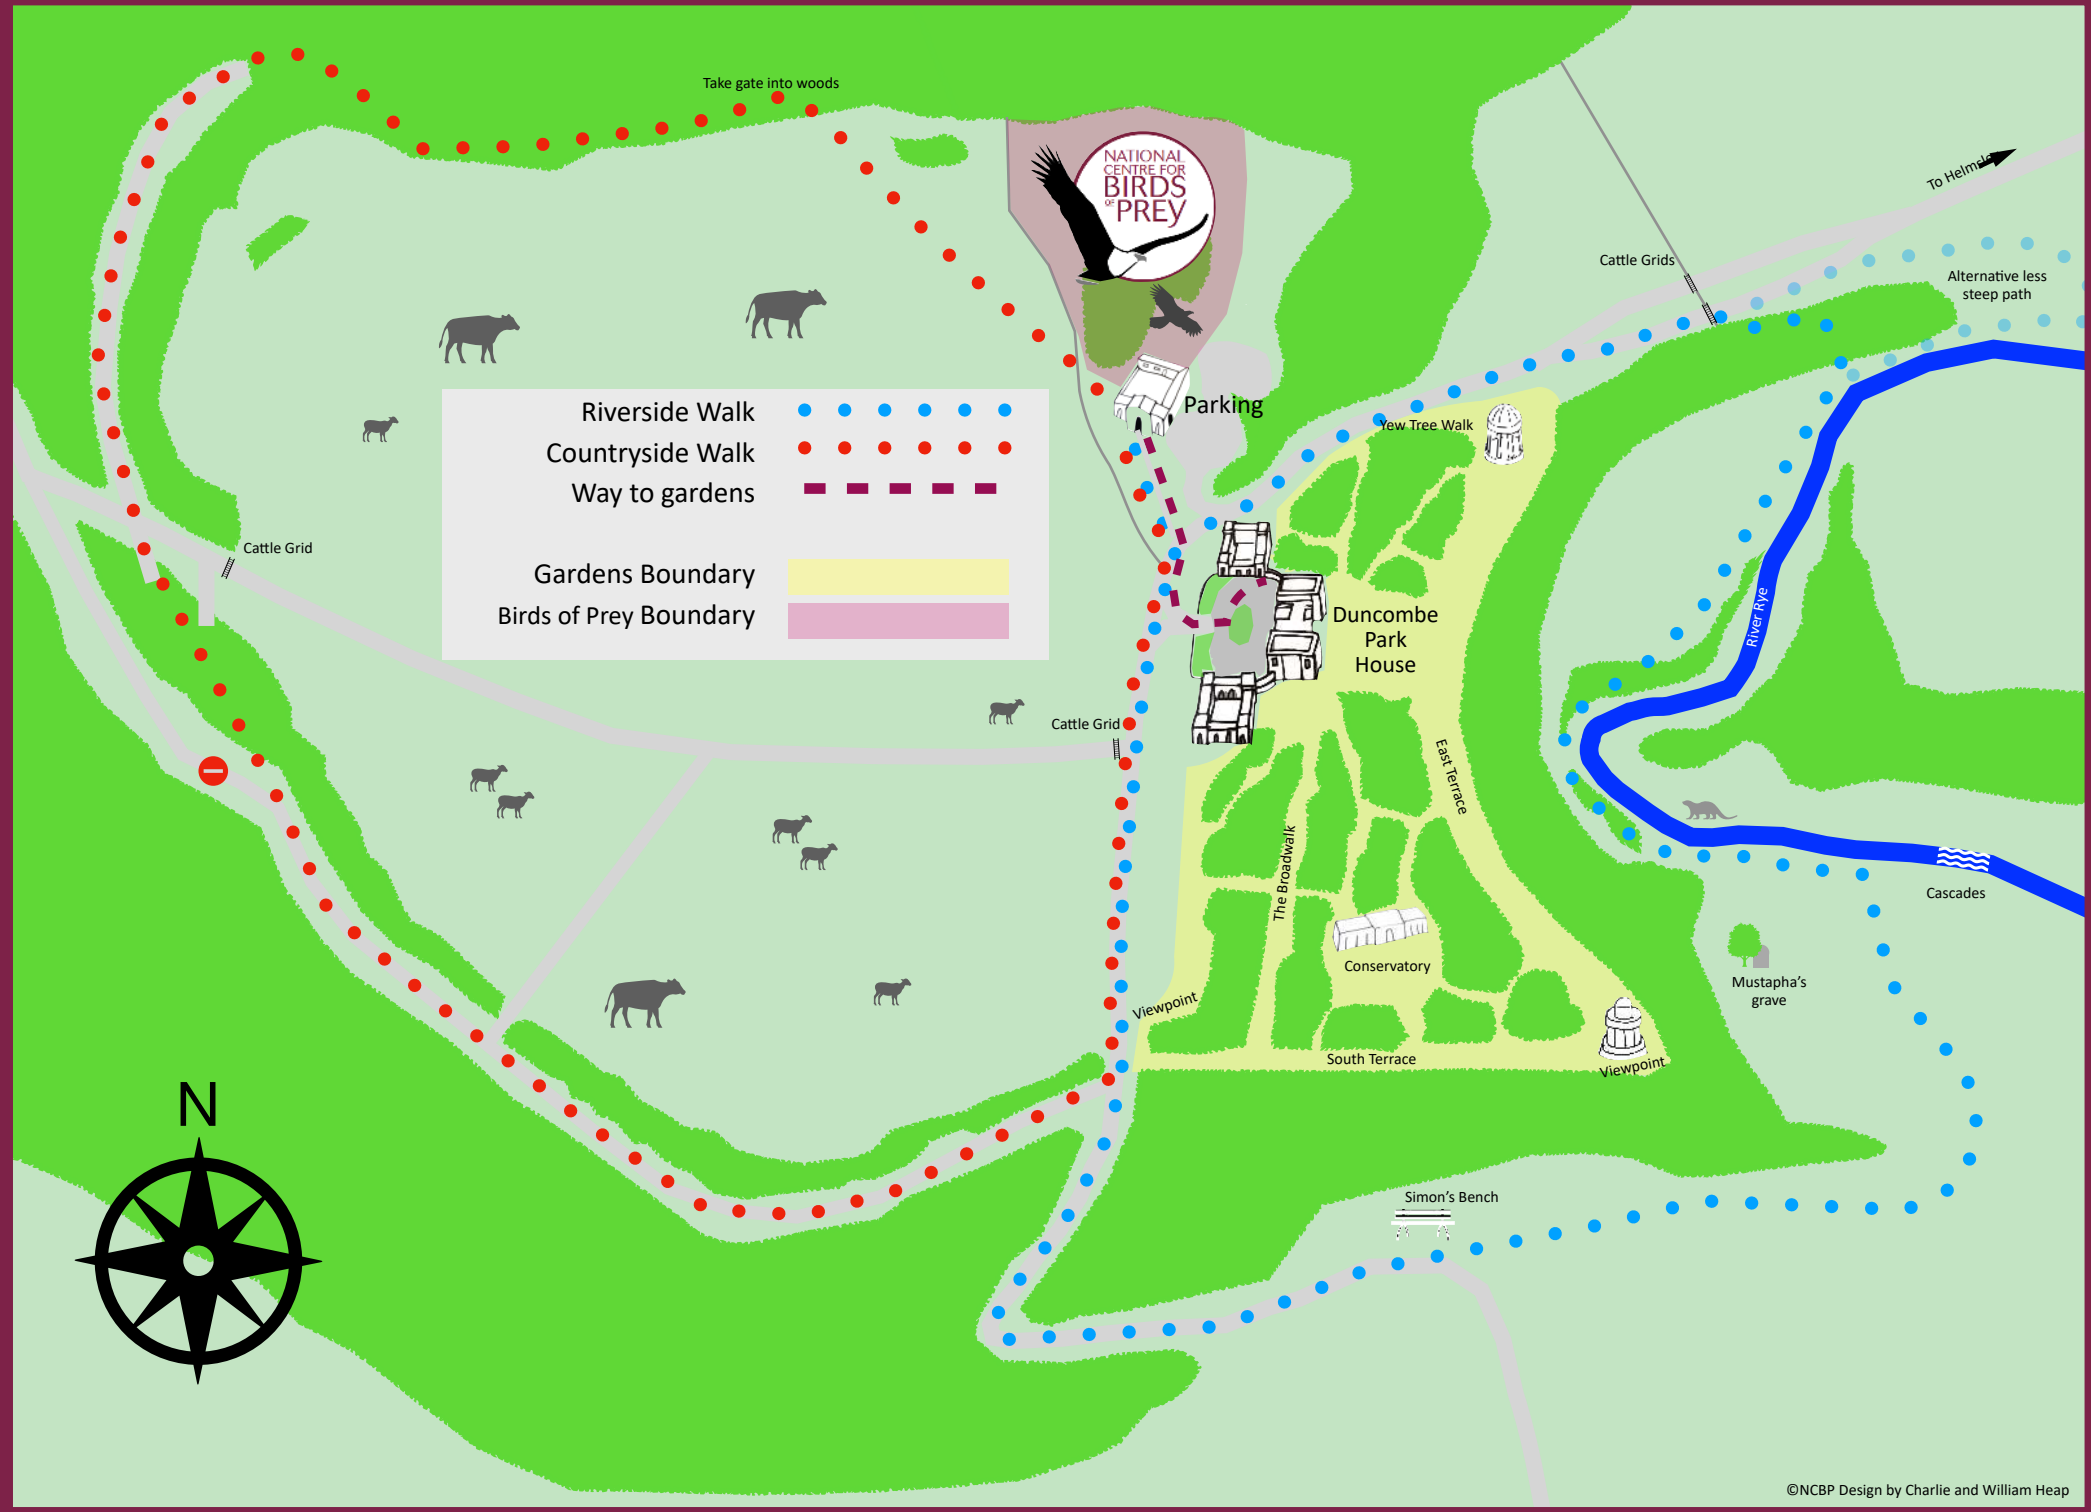 Take gate into woods
NATIONAL
CENTRE FOR
BIRDS
OF PREY
To
Cattle Grids
Alternative less
steep path
Parking
Yew Tree Walk
Riverside Walk
Countryside Walk
Way to gardens
Gardens Boundary
Birds of Prey Boundary
Cattle Grid
Duncombe
Park
House
River Rye
Cattle Grid
East Terrace
The Broadwalk
Cascades
Conservatory
Mustapha's
grave
Viewpoint
South Terrace
Viewpoint
N
Simon's Bench
©NCBP Design by Charlie and William Heap